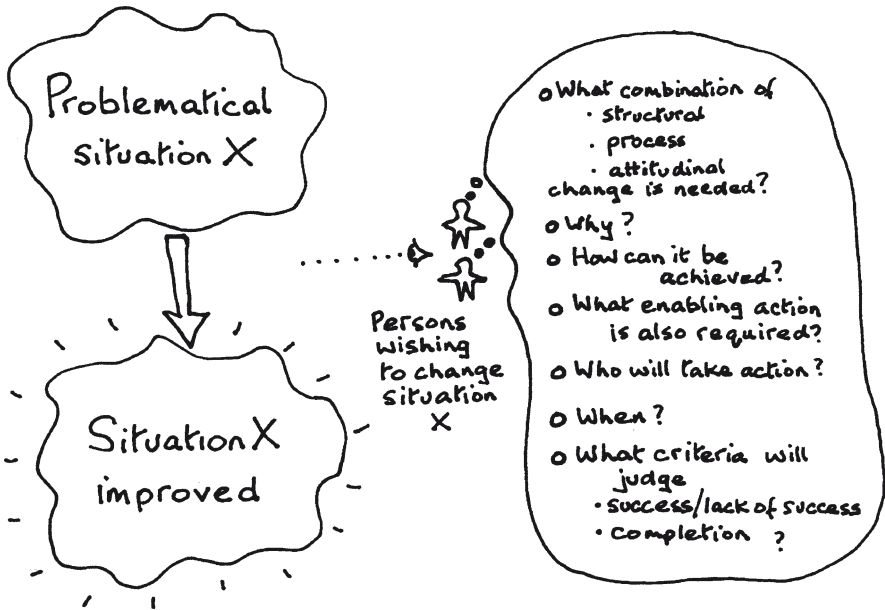 Problematical
situation X
Situation X
improved
Persons
wishing
to change
situation
X
What combination of
· structural
· process
· attitudinal
change is needed?
Why?
How can it be
achieved?
What enabling action
is also required?
Who will take action?
When?
What criteria will
judge
· success/lack of success
· completion ?